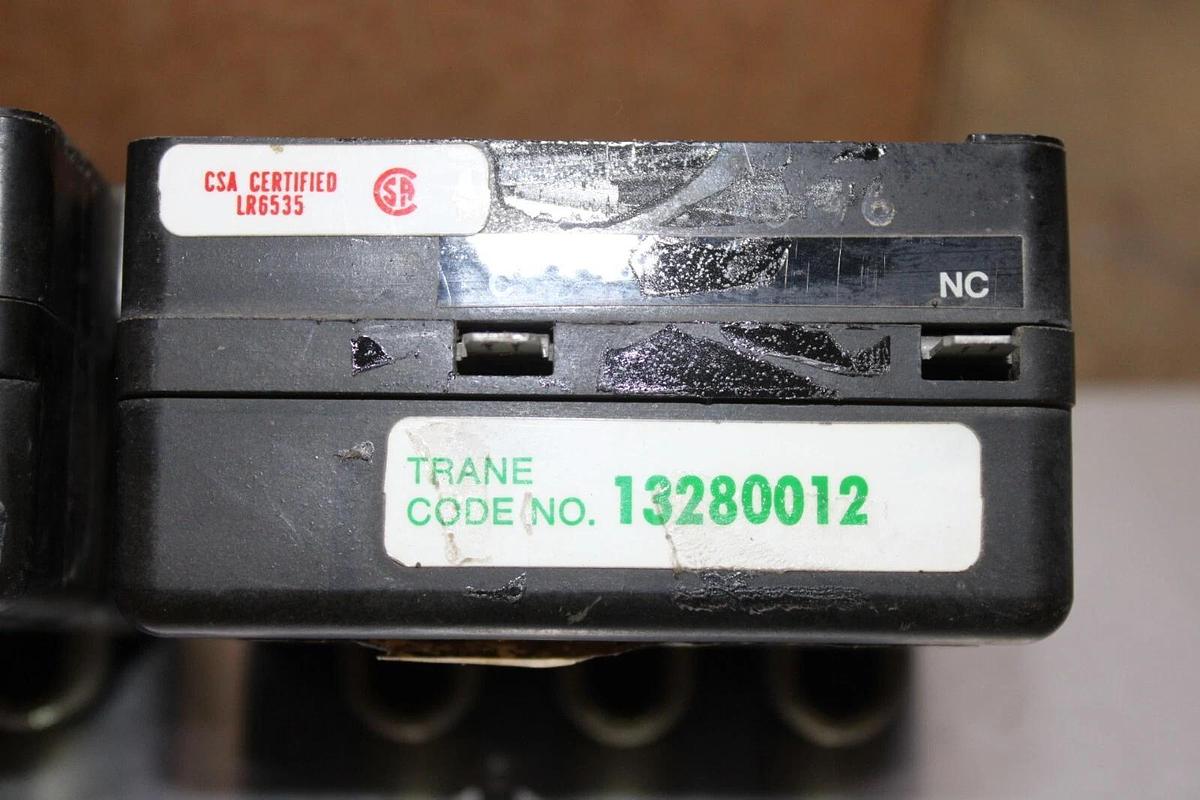 CSA CERTIFIED
LR6535
C
NC
TRANE
CODE NO. 13280012